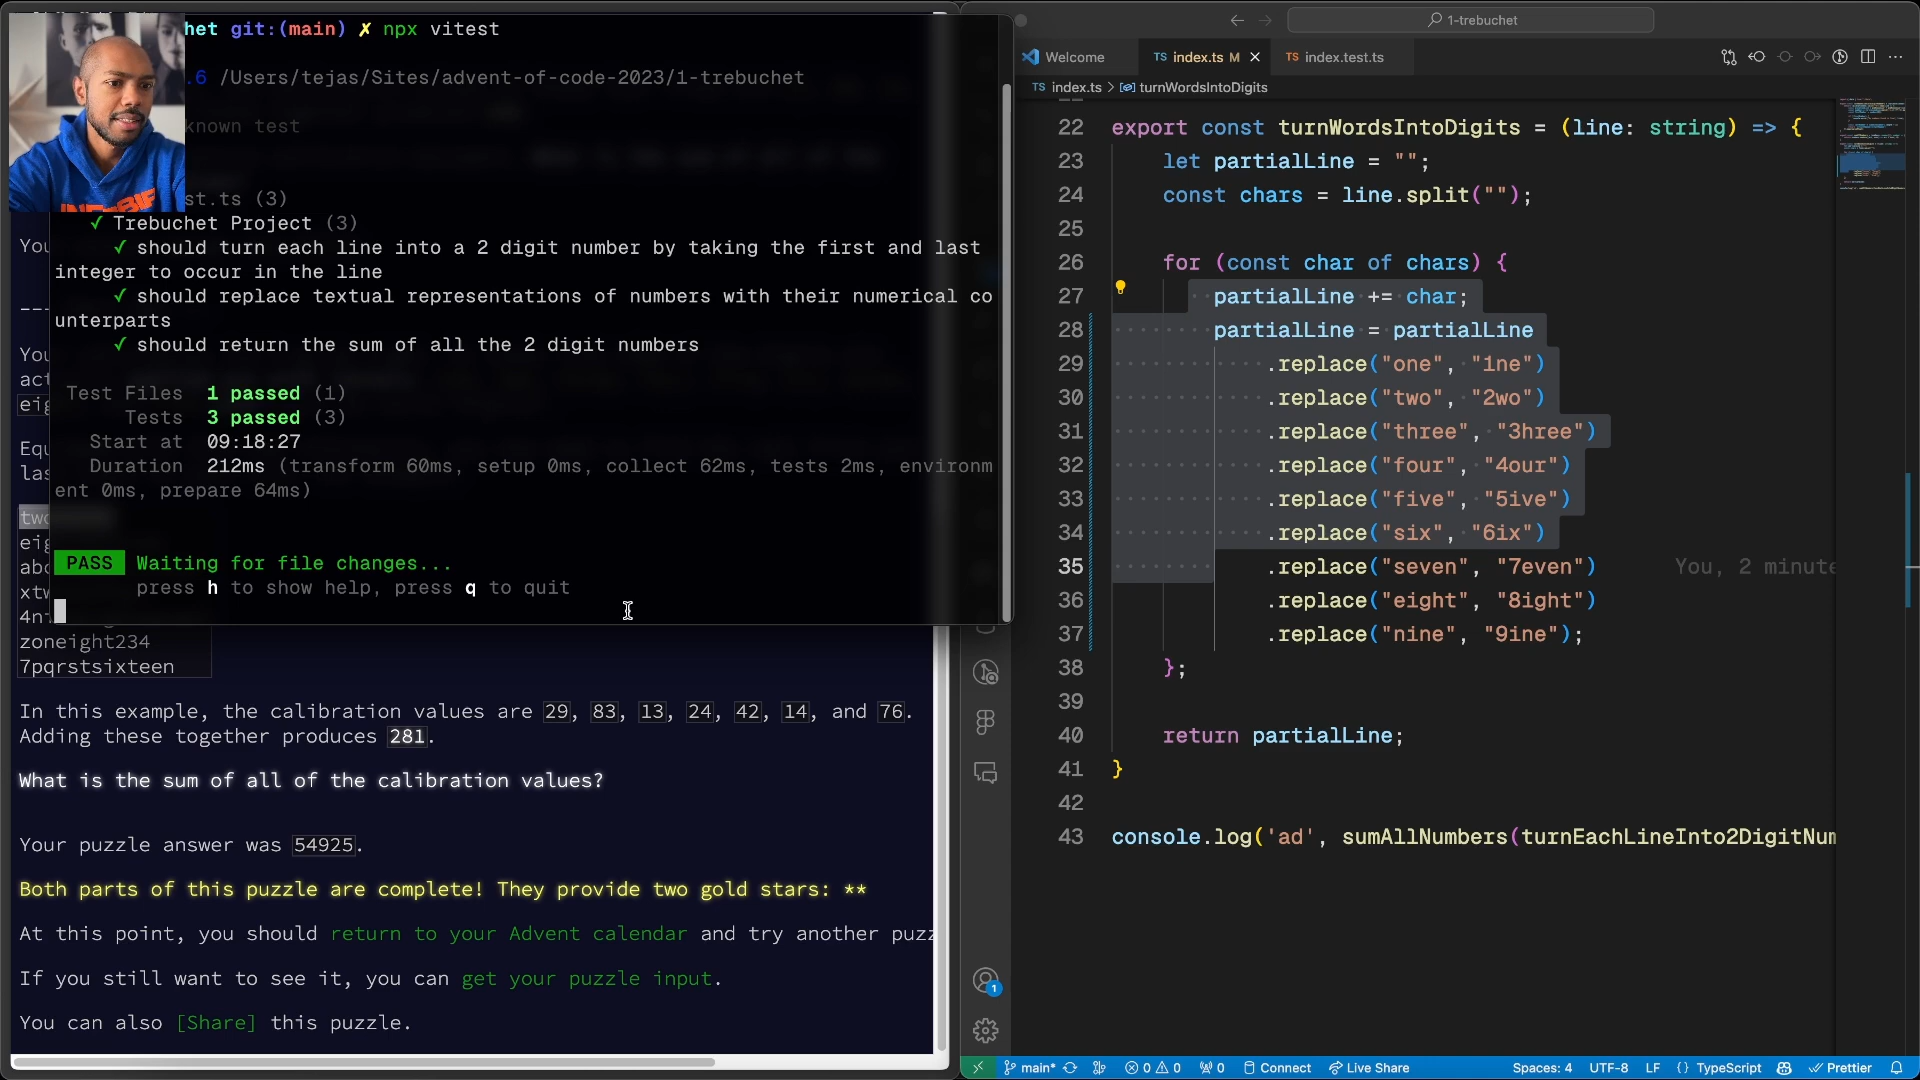 het git:(main) ✗ npx vitest
.6 /Users/tejas/Sites/advent-of-code-2023/1-trebuchet
known test
st.ts (3)
✓ Trebuchet Project (3)
✓ should turn each line into a 2 digit number by taking the first and last
integer to occur in the line
✓ should replace textual representations of numbers with their numerical co
unterparts
✓ should return the sum of all the 2 digit numbers
Test Files 1 passed (1)
Tests 3 passed (3)
Start at 09:18:27
Duration 212ms (transform 60ms, setup 0ms, collect 62ms, tests 2ms, environm
ent 0ms, prepare 64ms)
PASS Waiting for file changes...
press h to show help, press q to quit
You
---
You
act
eig
Equ
las
two
eig
abc
xtw
4n
zoneight234
7pqrstsixteen
In this example, the calibration values are 29, 83, 13, 24, 42, 14, and 76.
Adding these together produces 281.
What is the sum of all of the calibration values?
Your puzzle answer was 54925.
Both parts of this puzzle are complete! They provide two gold stars: **
At this point, you should return to your Advent calendar and try another puzz
If you still want to see it, you can get your puzzle input.
You can also [Share] this puzzle.
1-trebuchet
Welcome
TS index.ts M
TS index.test.ts
TS index.ts > turnWordsIntoDigits
22 export const turnWordsIntoDigits = (line: string) => {
23 let partialLine = "";
24 const chars = line.split("");
25
26 for (const char of chars) {
27 partialLine += char;
28 partialLine = partialLine
29 .replace("one", "1ne")
30 .replace("two", "2wo")
31 .replace("three", "3hree")
32 .replace("four", "4our")
33 .replace("five", "5ive")
34 .replace("six", "6ix")
35 .replace("seven", "7even") You, 2 minute
36 .replace("eight", "8ight")
37 .replace("nine", "9ine");
38 };
39
40 return partialLine;
41 }
42
43 console.log('ad', sumAllNumbers(turnEachLineInto2DigitNum
1
main* 0 0 0 Connect Live Share Spaces: 4 UTF-8 LF {} TypeScript Prettier